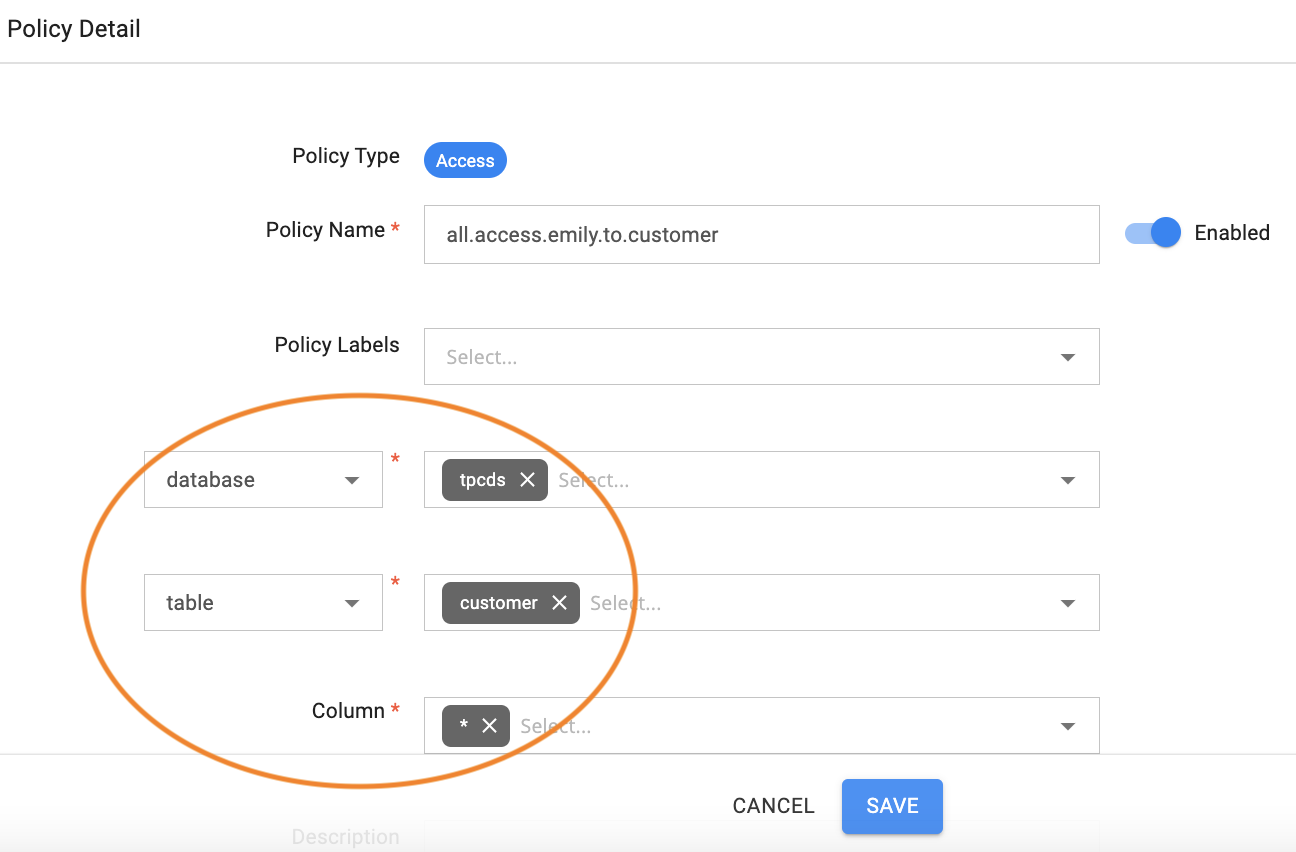 Policy Detail
Policy Type Access
Policy Name * all.access.emily.to.customer Enabled
Policy Labels Select...
database * tpcds Select...
table * customer Select...
Column * * Select...
CANCEL SAVE
Description